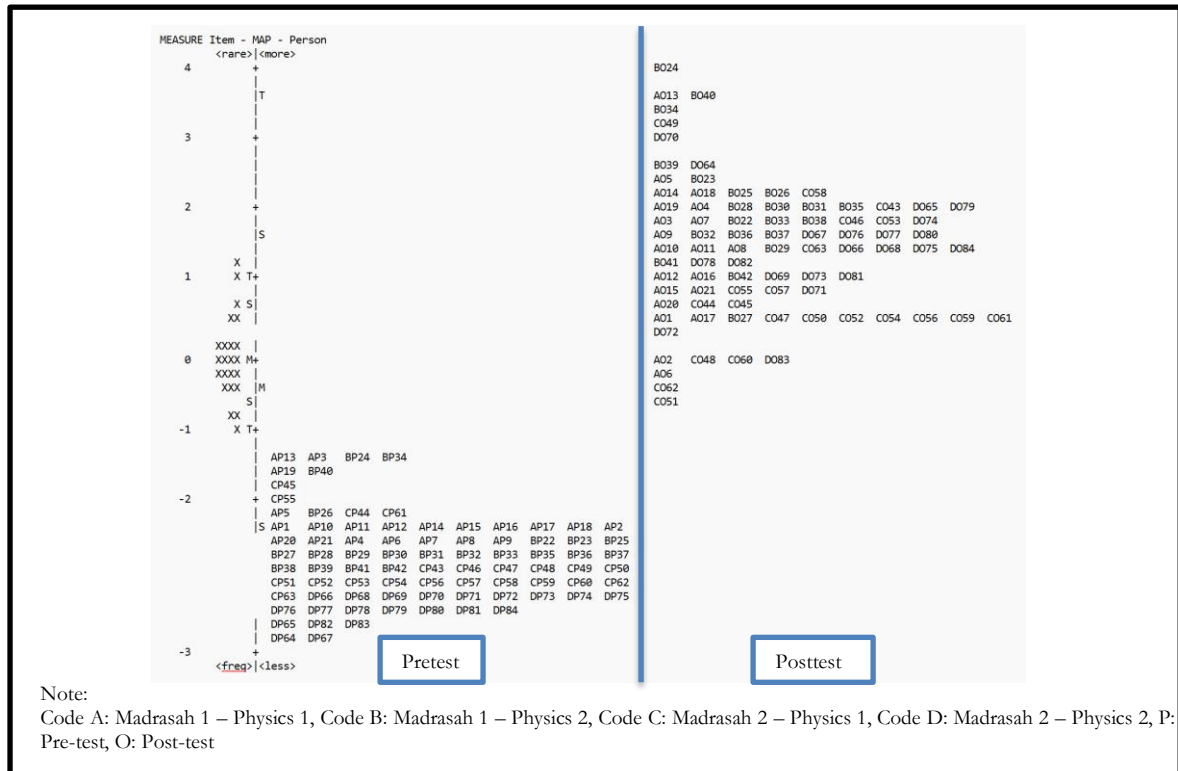 MEASURE Item - MAP - Person
<rare>|<more>
4 + BO24
|
|T AO13 BO40
| BO34
| CO49
3 + DO70
|
| BO39 DO64
| AO5 BO23
| AO14 AO18 BO25 BO26 CO58
2 + AO19 AO4 BO28 BO30 BO31 BO35 CO43 DO65 DO79
| AO3 AO7 BO22 BO33 BO38 CO46 CO53 DO74
|S AO9 BO32 BO36 BO37 DO67 DO76 DO77 DO80
| AO10 AO11 AO8 BO29 CO63 DO66 DO68 DO75 DO84
X | BO41 DO78 DO82
1 X T+ AO12 AO16 BO42 DO69 DO73 DO81
| AO15 AO21 CO55 CO57 DO71
X S| AO20 CO44 CO45
XX | AO1 AO17 BO27 CO47 CO50 CO52 CO54 CO56 CO59 CO61
DO72
XXXX |
0 XXXX M+ AO2 CO48 CO60 DO83
XXXX | AO6
XXX |M CO62
S| CO51
XX |
-1 X T+
|
| AP13 AP3 BP24 BP34
| AP19 BP40
| CP45
-2 + CP55
| AP5 BP26 CP44 CP61
|S AP1 AP10 AP11 AP12 AP14 AP15 AP16 AP17 AP18 AP2
AP20 AP21 AP4 AP6 AP7 AP8 AP9 BP22 BP23 BP25
BP27 BP28 BP29 BP30 BP31 BP32 BP33 BP35 BP36 BP37
BP38 BP39 BP41 BP42 CP43 CP46 CP47 CP48 CP49 CP50
CP51 CP52 CP53 CP54 CP56 CP57 CP58 CP59 CP60 CP62
CP63 DP66 DP68 DP69 DP70 DP71 DP72 DP73 DP74 DP75
DP76 DP77 DP78 DP79 DP80 DP81 DP84
| DP65 DP82 DP83
| DP64 DP67
-3 +
<freq>|<less>
Pretest
Posttest
Note:
Code A: Madrasah 1 – Physics 1, Code B: Madrasah 1 – Physics 2, Code C: Madrasah 2 – Physics 1, Code D: Madrasah 2 – Physics 2, P:
Pre-test, O: Post-test